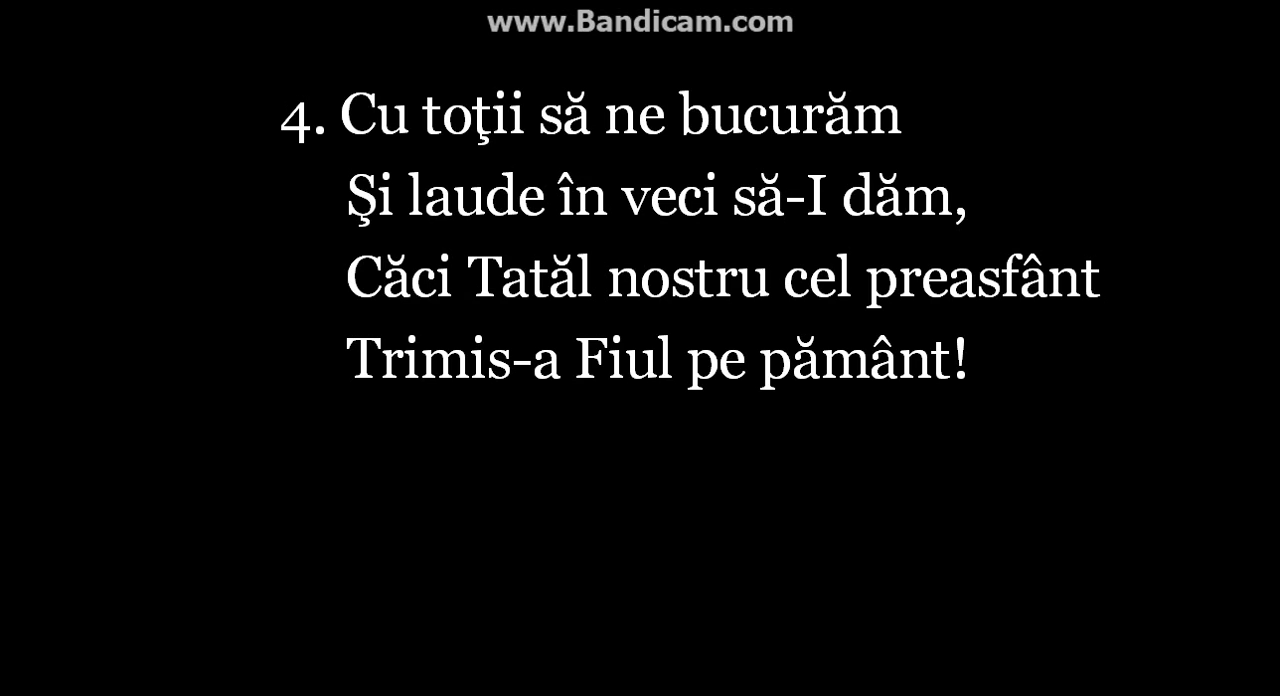 www.Bandicam.com
4. Cu toţii să ne bucurăm
Şi laude în veci să-I dăm,
Căci Tatăl nostru cel preasfânt
Trimis-a Fiul pe pământ!